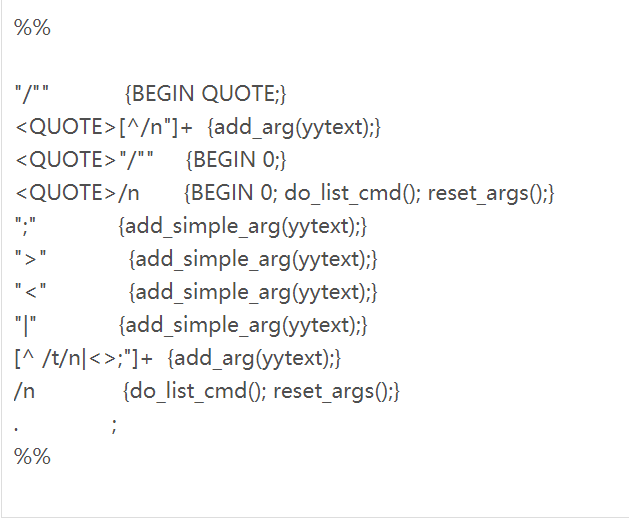 %%
"/""            {BEGIN QUOTE;}
<QUOTE>[^/n"]+  {add_arg(yytext);}
<QUOTE>"/""     {BEGIN 0;}
<QUOTE>/n       {BEGIN 0; do_list_cmd(); reset_args();}
";"             {add_simple_arg(yytext);}
">"             {add_simple_arg(yytext);}
"<"             {add_simple_arg(yytext);}
"|"             {add_simple_arg(yytext);}
[^ /t/n|<>;"]+  {add_arg(yytext);}
/n              {do_list_cmd(); reset_args();}
.               ;
%%